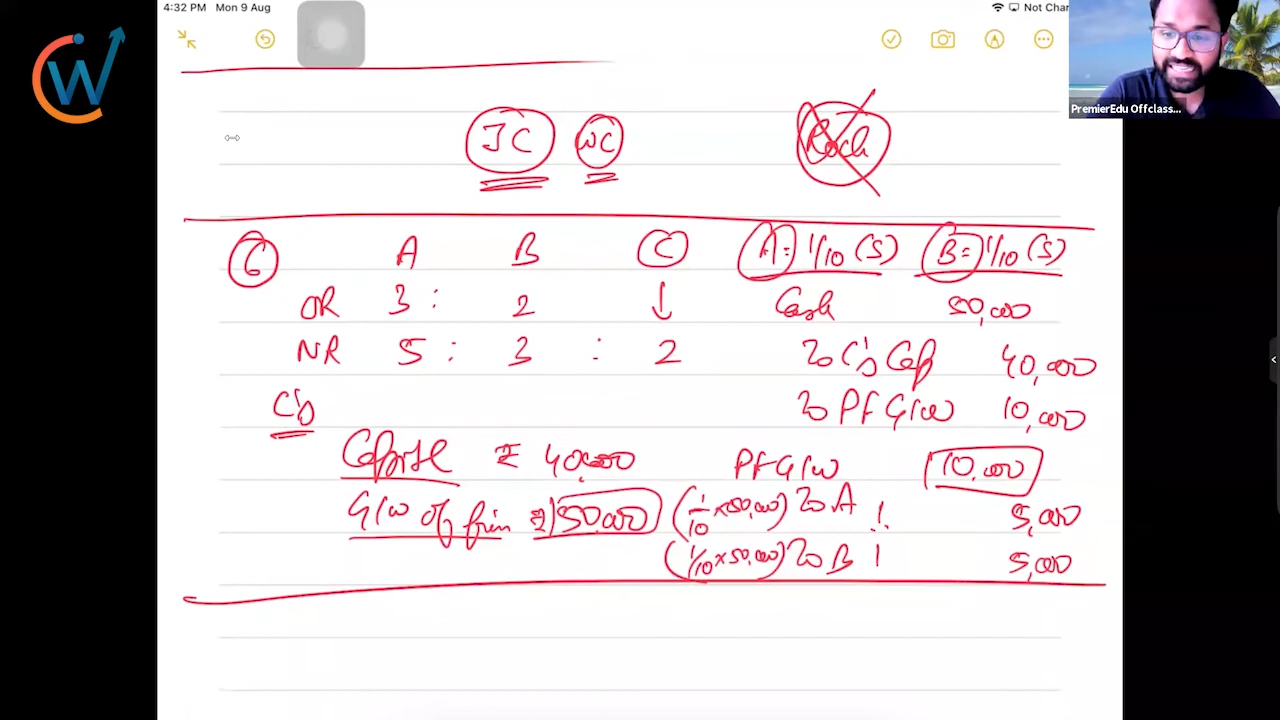 4:32 PM Mon 9 Aug
Not Char
PremierEdu Offclass...
CW
JC WC
6 A B C A = 1/10 (S) B = 1/10 (S)
OR 3 : 2 ↓ Cash 50,000
NR 5 : 3 : 2 To C's Cap 40,000
C's To PF G/w 10,000
Capital ₹ 40,000 PF G/w 10,000
G/w of firm ₹ 50,000 (1/10 × 50,000) To A 5,000
(1/10 × 50,000) To B 5,000